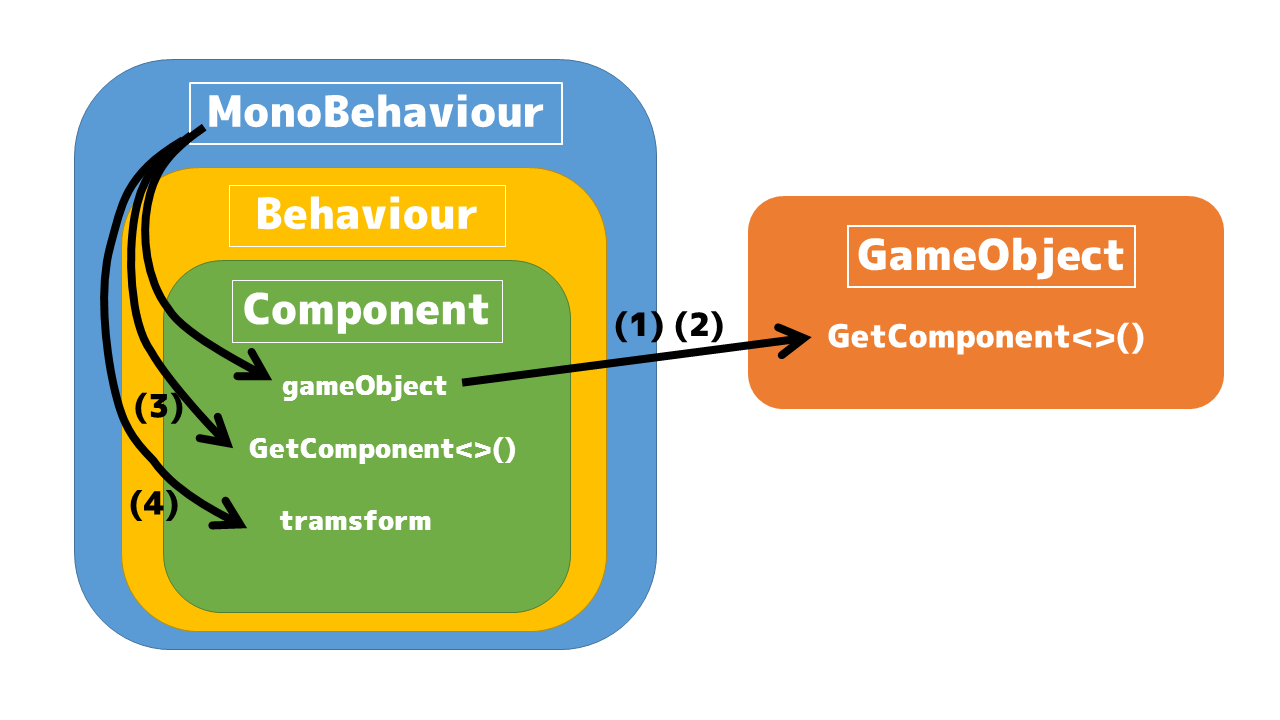 MonoBehaviour
Behaviour
Component
gameObject
GetComponent<>()
tramsform
(3)
(4)
(1) (2)
GameObject
GetComponent<>()